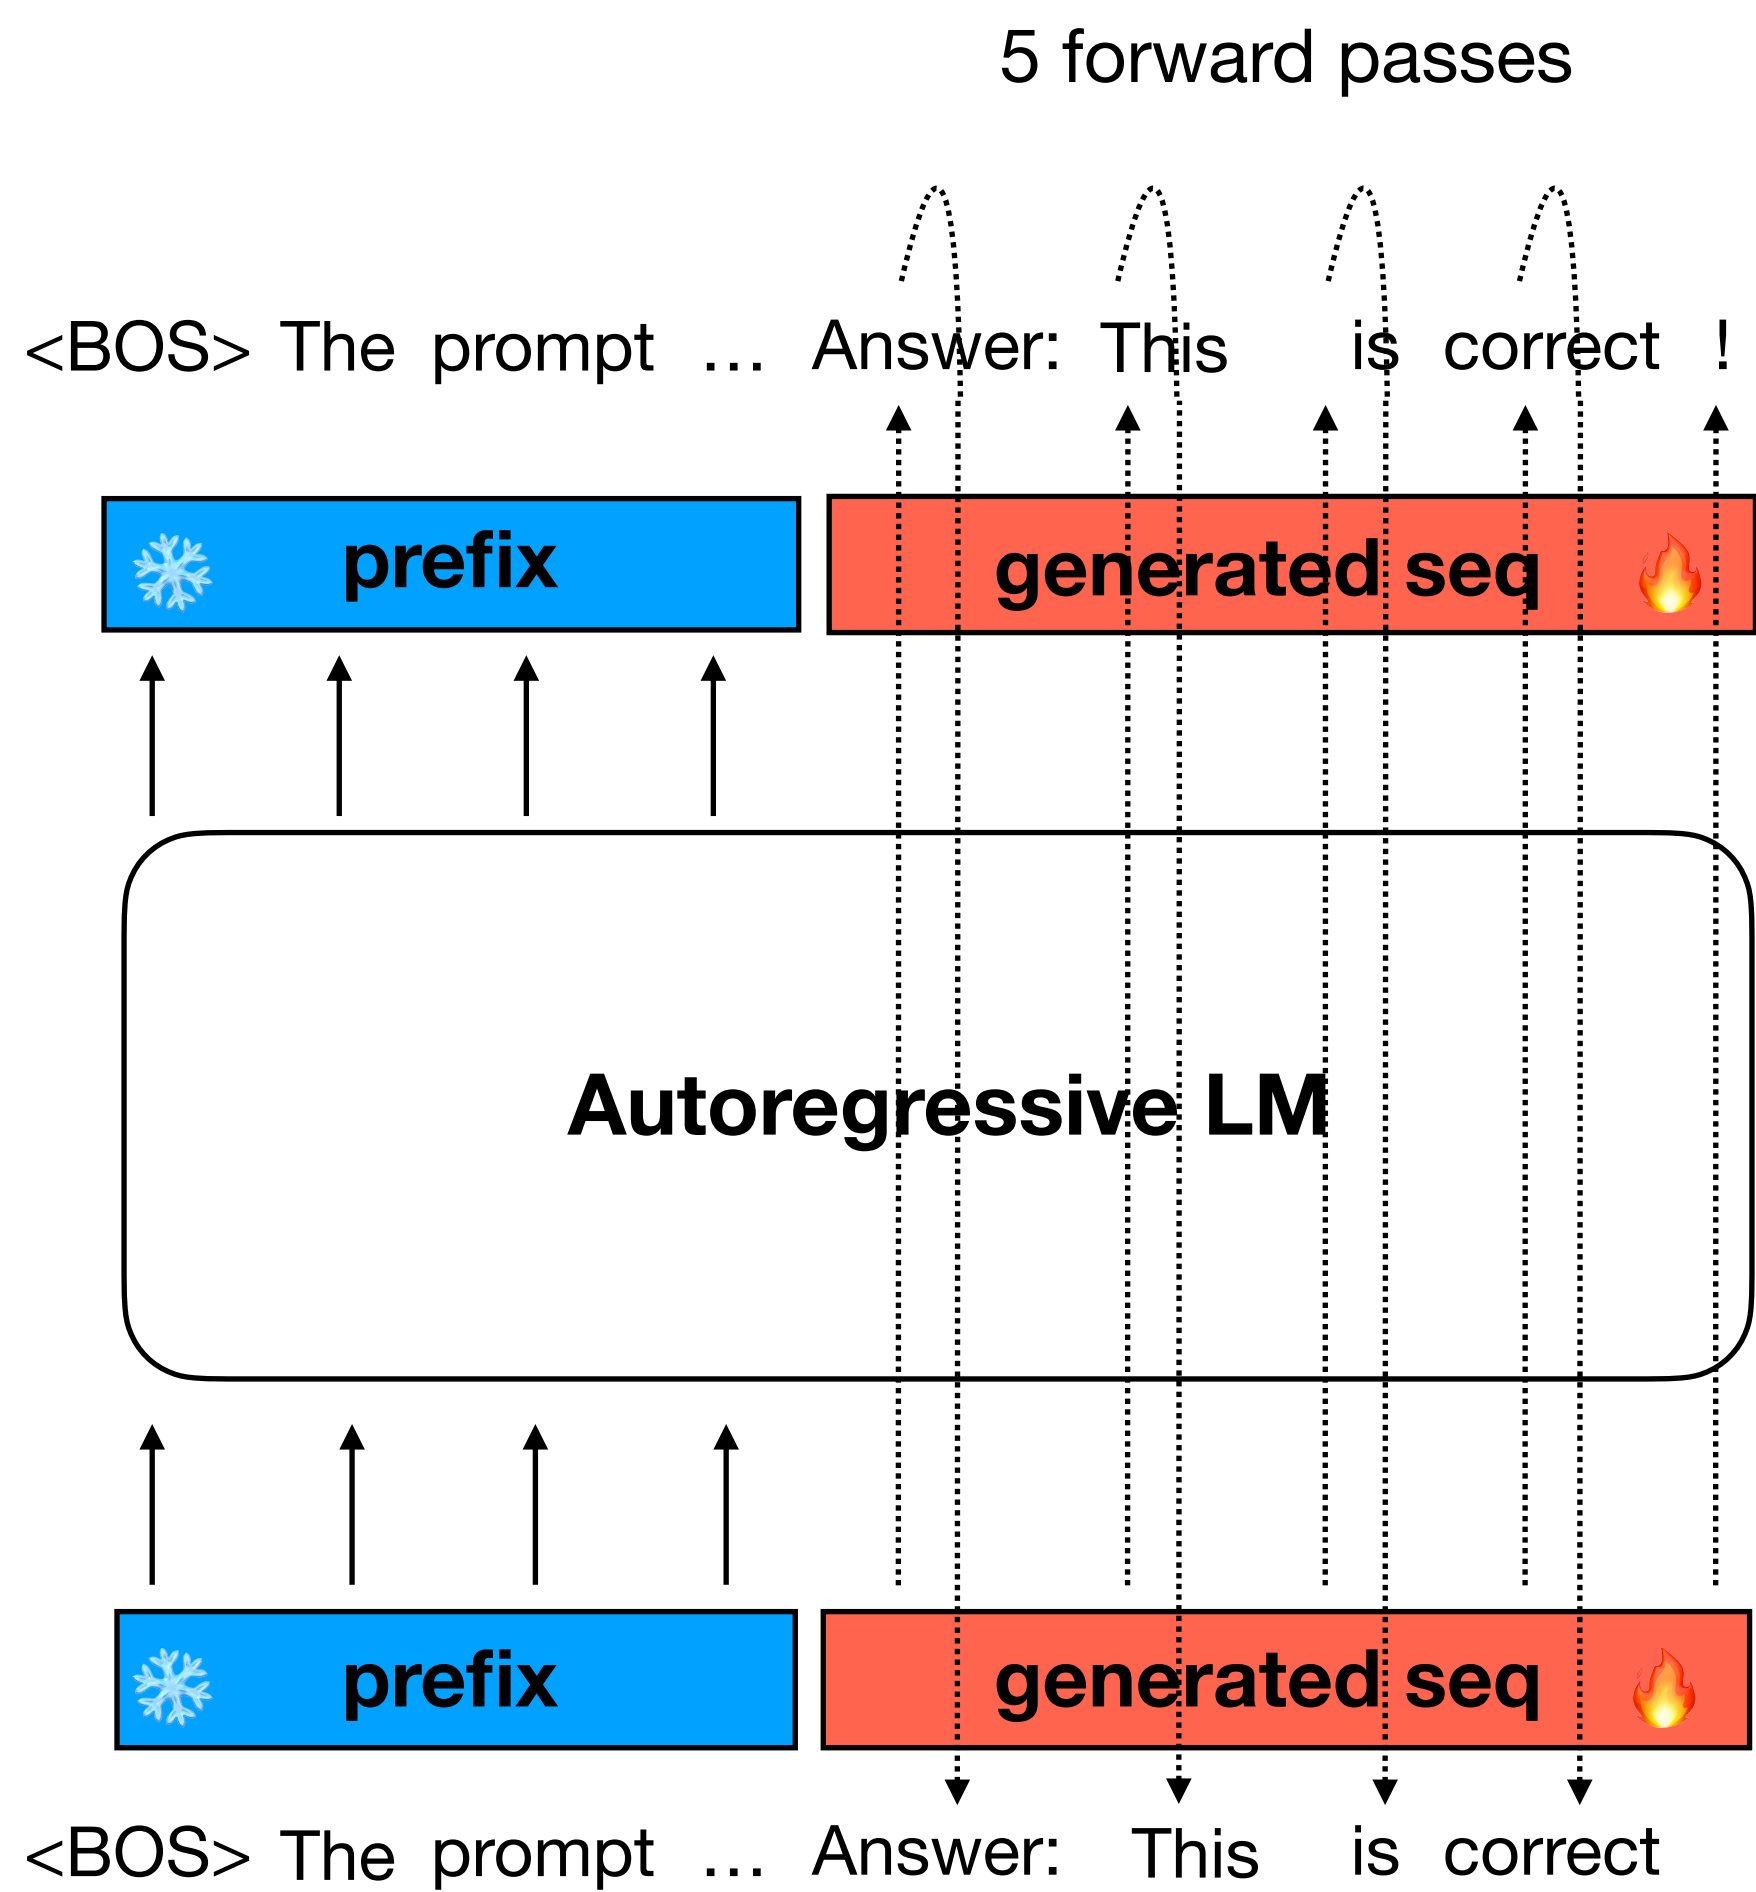 5 forward passes
<BOS> The prompt ... Answer: This is correct !
prefix generated seq
Autoregressive LM
prefix generated seq
<BOS> The prompt ... Answer: This is correct